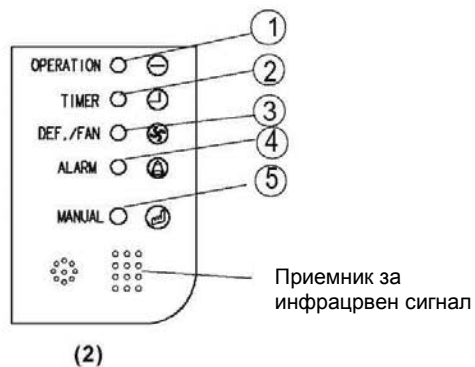 1
OPERATION
2
TIMER
3
DEF./FAN
4
ALARM
5
MANUAL
Приемник за
инфрацрвен сигнал
(2)